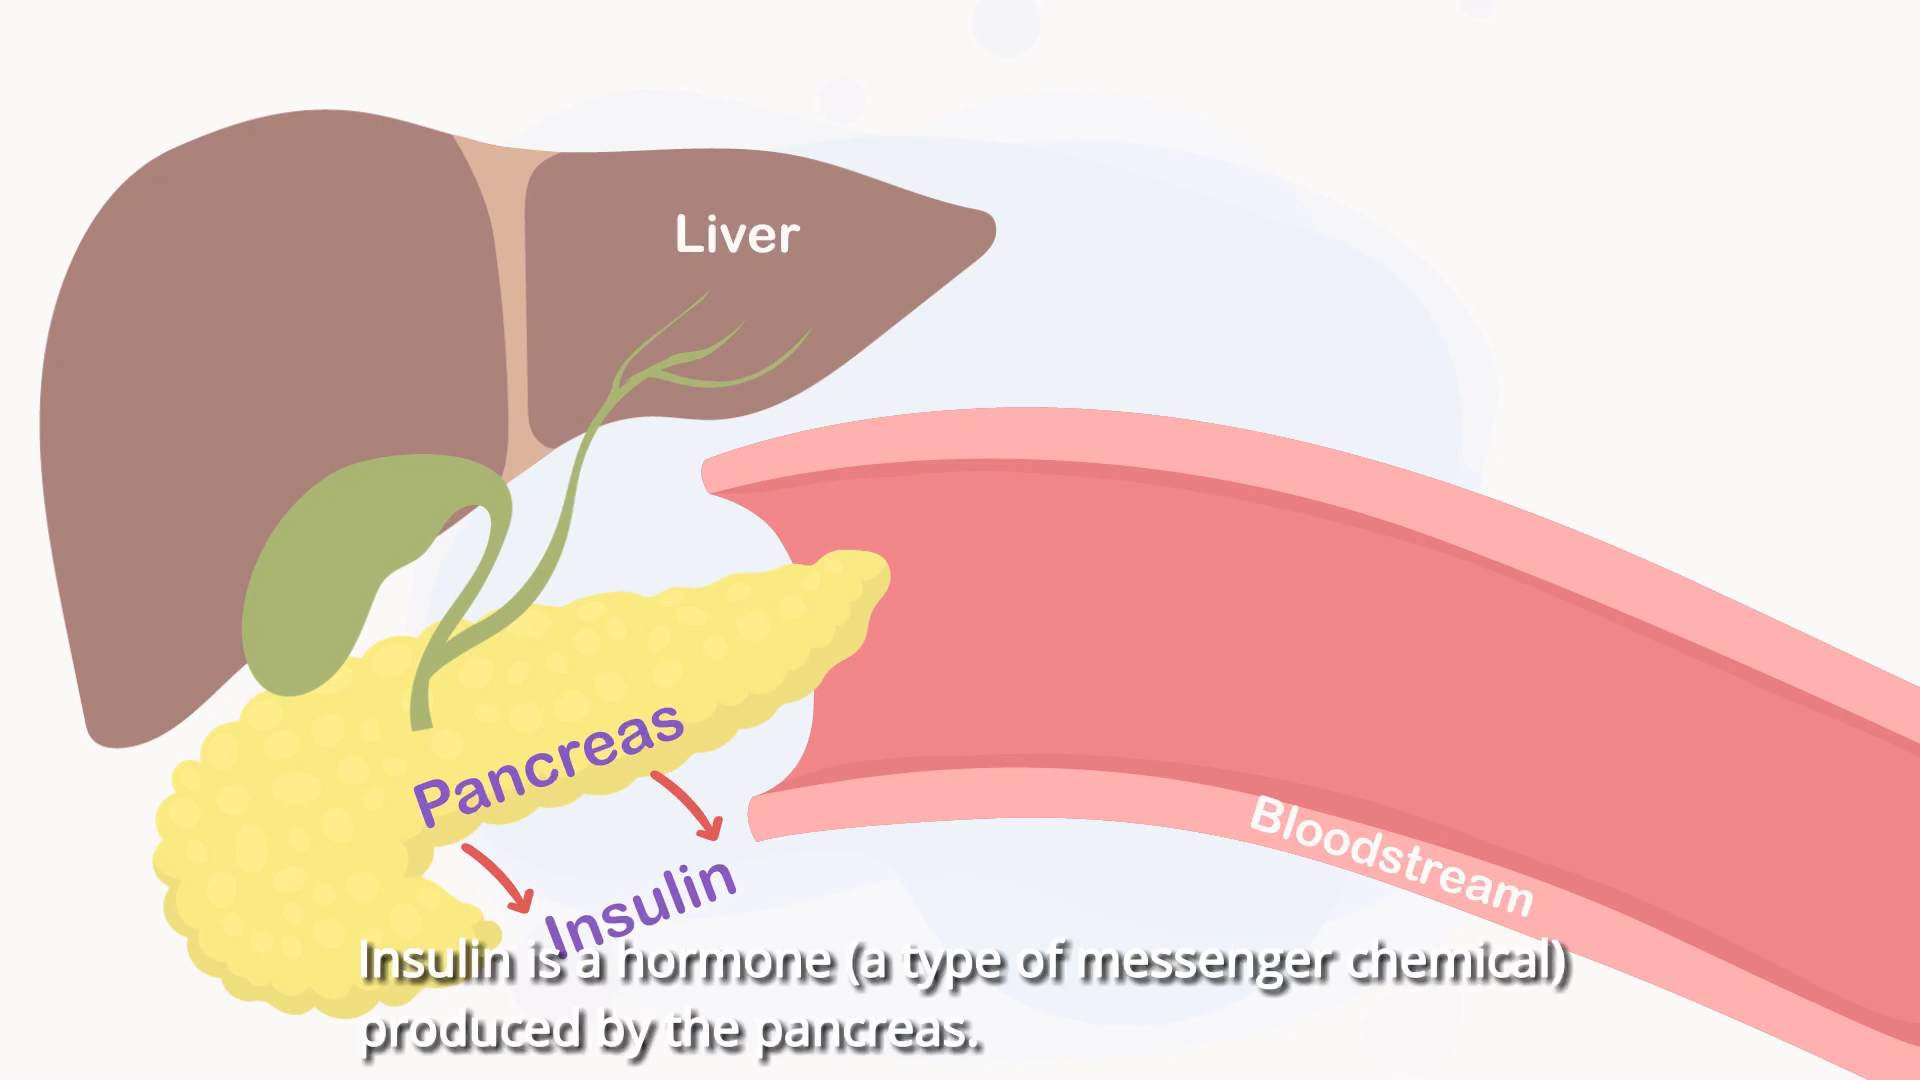 Liver
Pancreas
Insulin
Bloodstream
Insulin is a hormone (a type of messenger chemical)
produced by the pancreas.